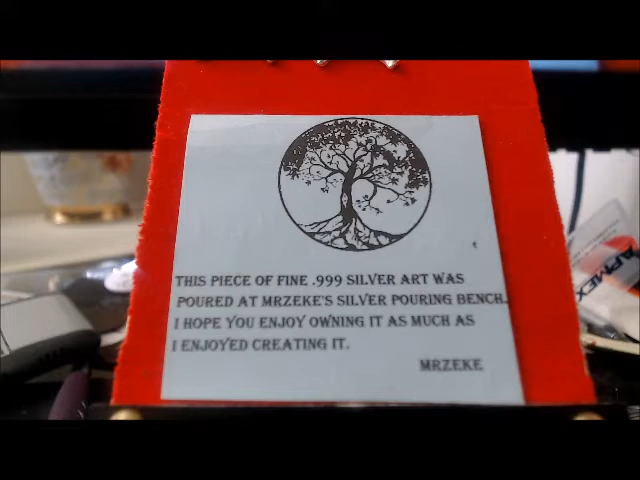 THIS PIECE OF FINE .999 SILVER ART WAS
POURED AT MRZEKE'S SILVER POURING BENCH.
I HOPE YOU ENJOY OWNING IT AS MUCH AS
I ENJOYED CREATING IT.
MRZEKE
APMEX